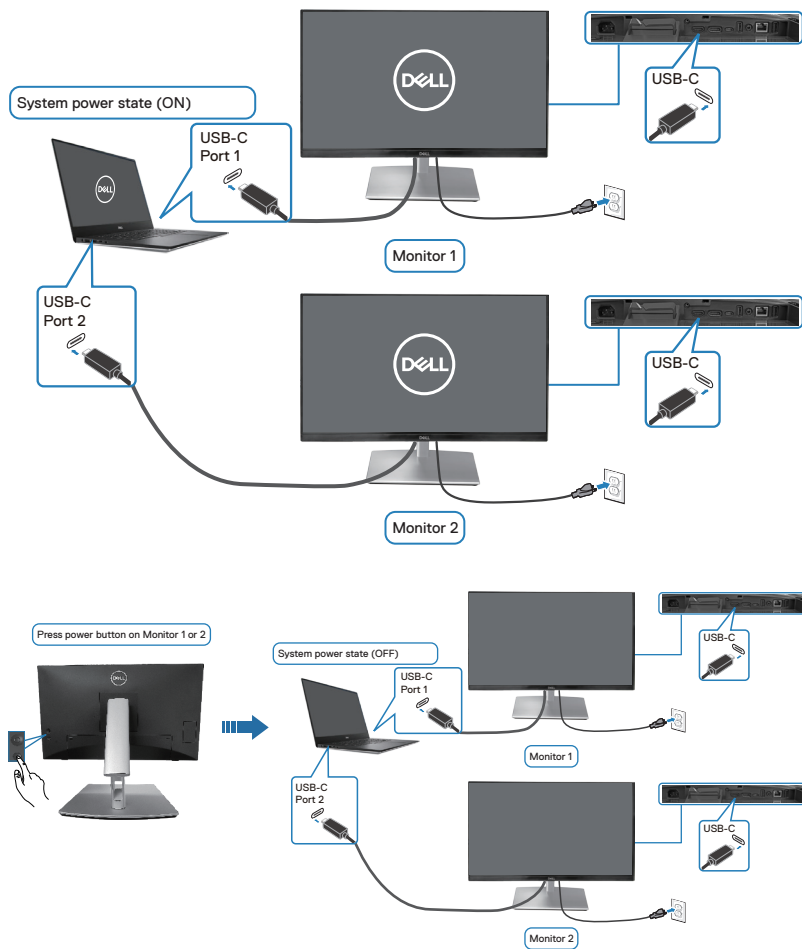 DELL
USB-C
System power state (ON)
USB-C
Port 1
DELL
DELL
Monitor 1
USB-C
Port 2
DELL
USB-C
DELL
Monitor 2
Press power button on Monitor 1 or 2
DELL
System power state (OFF)
USB-C
Port 1
USB-C
Monitor 1
USB-C
Port 2
USB-C
Monitor 2